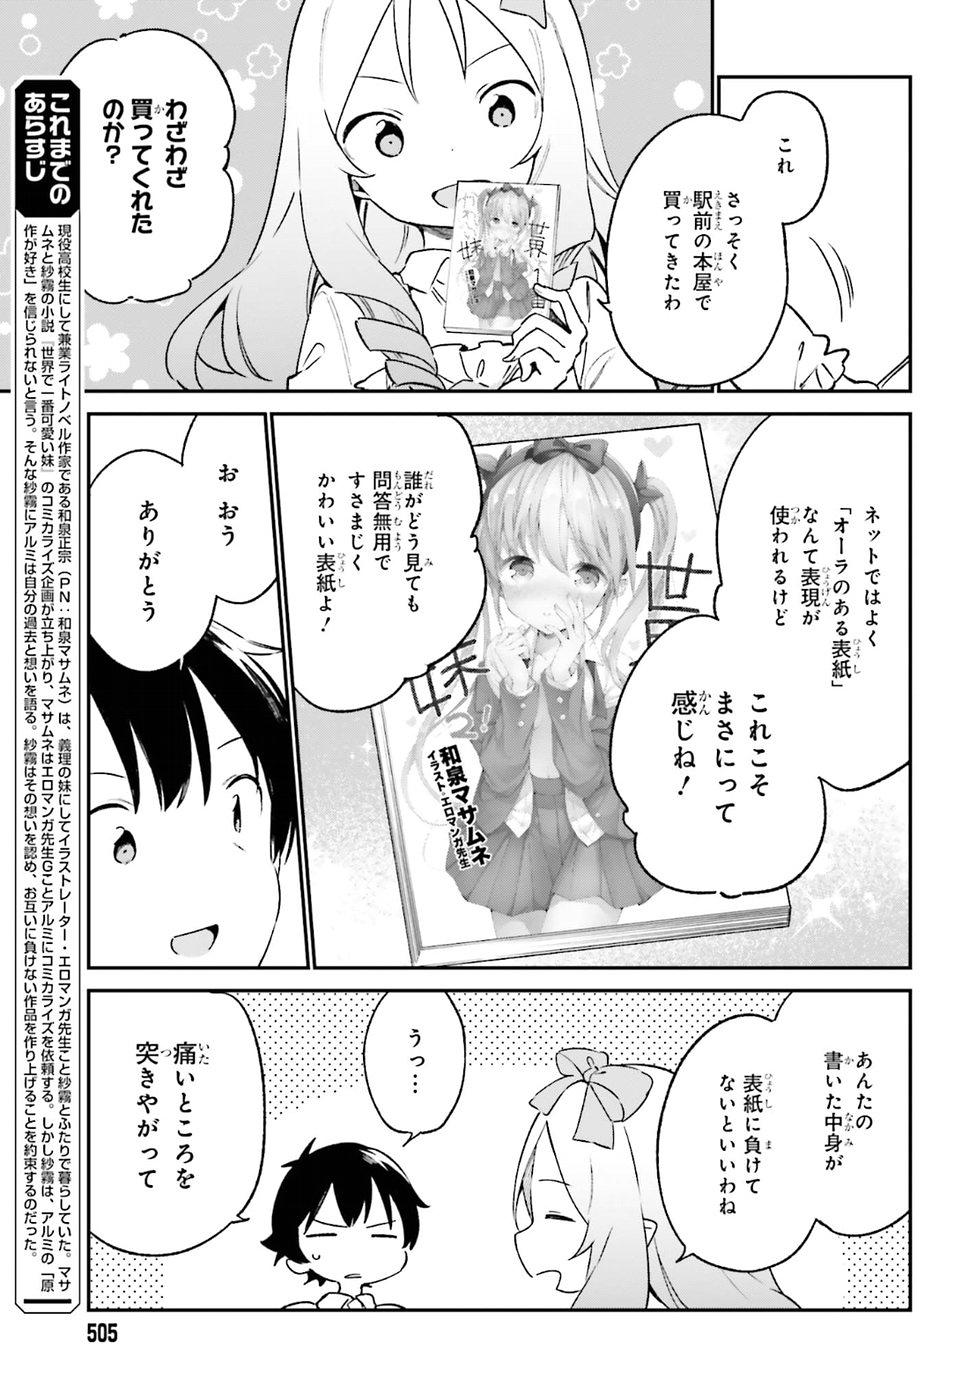 これ
さっそく
駅前の本屋で
買ってきたわ
わざわざ
買ってくれた
のか?
世界一番
妹
和泉マサムネ
ネットではよく
「オーラのある表紙」
なんて表現が
使われるけど
これこそ
まさにって
感じね!
誰がどう見ても
問答無用で
すさまじく
かわいい表紙よ!
世界
妹
2!
和泉マサムネ
イラスト・エロマンガ先生
お おう
ありがとう
あんたの
書いた中身が
表紙に負けて
ないといいわね
うっ…
痛いところを
突きやがって
これまでの
あらすじ
現役高校生にして兼業ライトノベル作家である和泉正宗(PN:和泉マサムネ)は、義理の妹にしてイラストレーター・エロマンガ先生こと紗霧とふたりで暮らしていた。マサ
ムネと紗霧の小説『世界で一番可愛い妹』のコミカライズ企画が立ち上がり、マサムネはエロマンガ先生Gことアルミにコミカライズを依頼する。しかし紗霧は、アルミの「原
作が好き」を信じられないと言う。そんな紗霧にアルミは自分の過去と想いを語る。紗霧はその想いを認め、お互いに負けない作品を作り上げることを約束するのだった。
505